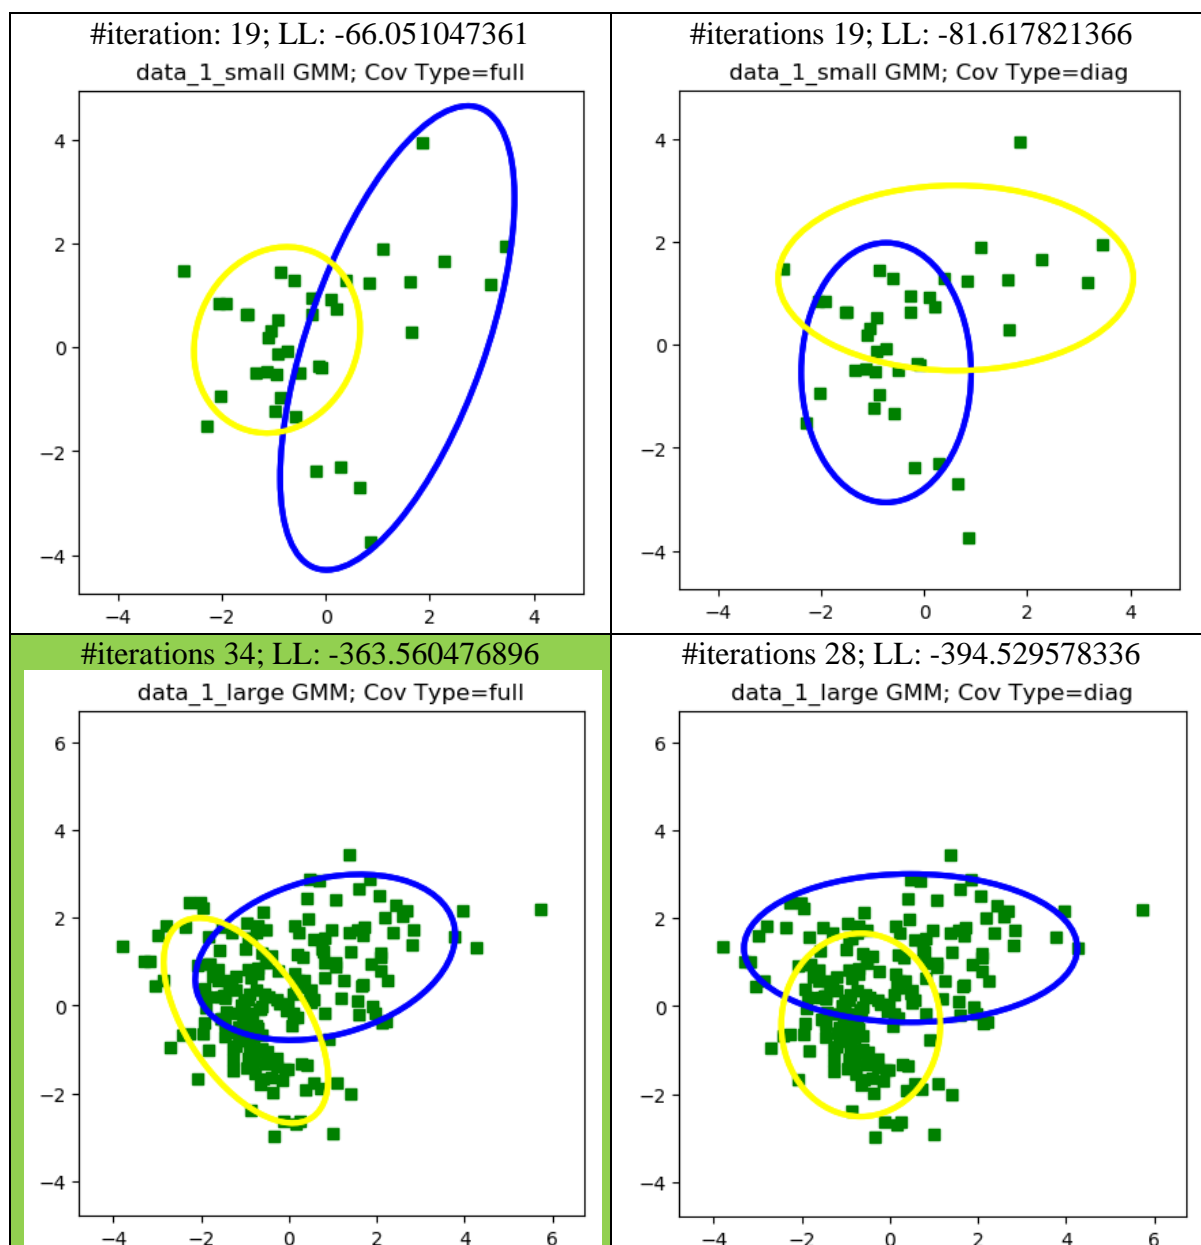 #iteration: 19; LL: -66.051047361
data_1_small GMM; Cov Type=full
4
2
0
−2
−4
−4 −2 0 2 4
#iterations 19; LL: -81.617821366
data_1_small GMM; Cov Type=diag
4
2
0
−2
−4
−4 −2 0 2 4
#iterations 34; LL: -363.560476896
data_1_large GMM; Cov Type=full
6
4
2
0
−2
−4
−4 −2 0 2 4 6
#iterations 28; LL: -394.529578336
data_1_large GMM; Cov Type=diag
6
4
2
0
−2
−4
−4 −2 0 2 4 6